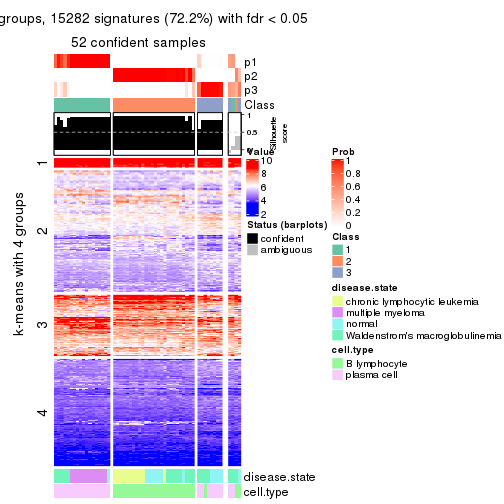 groups, 15282 signatures (72.2%) with fdr < 0.05
52 confident samples
p1
p2
p3
Class
1
0.5
0
Silhouette
score
k-means with 4 groups
1
2
3
4
Value
10
8
6
4
2
Status (barplots)
confident
ambiguous
Prob
1
0.8
0.6
0.4
0.2
0
Class
1
2
3
disease.state
chronic lymphocytic leukemia
multiple myeloma
normal
Waldenstrom's macroglobulinemia
cell.type
B lymphocyte
plasma cell
disease.state
cell.type